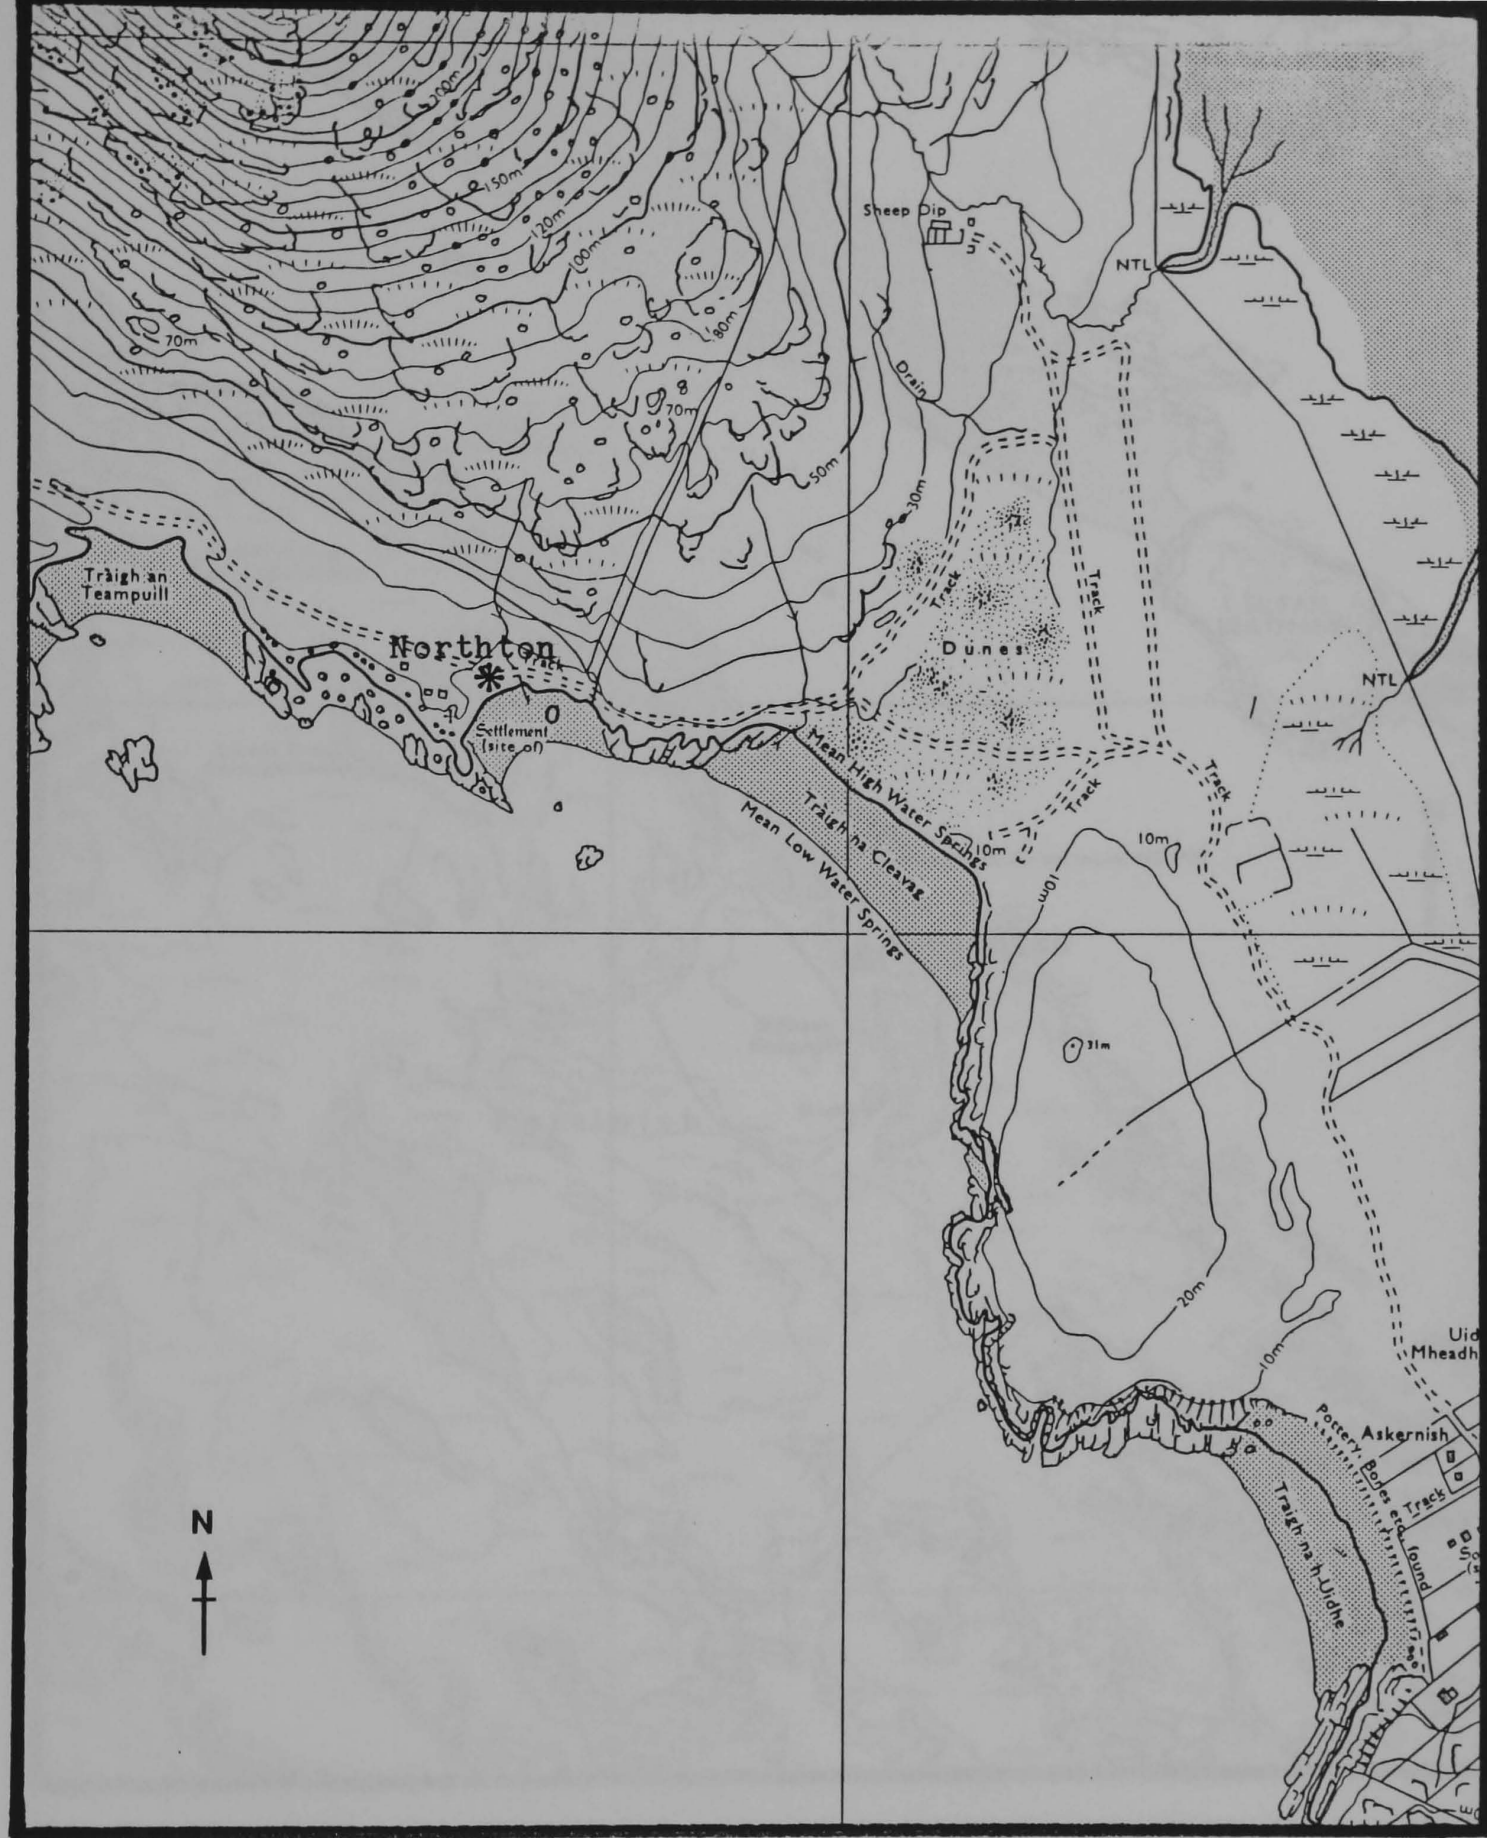 200m
150m
120m
100m
Sheep Dip
NTL
80m
70m
Drain
70m
50m
30m
Tràigh an
Teampuill
Track
Track
Northton
Track
Dunes
NTL
Settlement
(site of)
Mean High Water Springs
Tràigh na Cleavag
Mean Low Water Springs
Track
Track
10m
10m
10m
31m
20m
10m
Uid
Mheadh
Pottery, Bones etc. found
Askernish
Track
Traigh na h-Uidhe
N